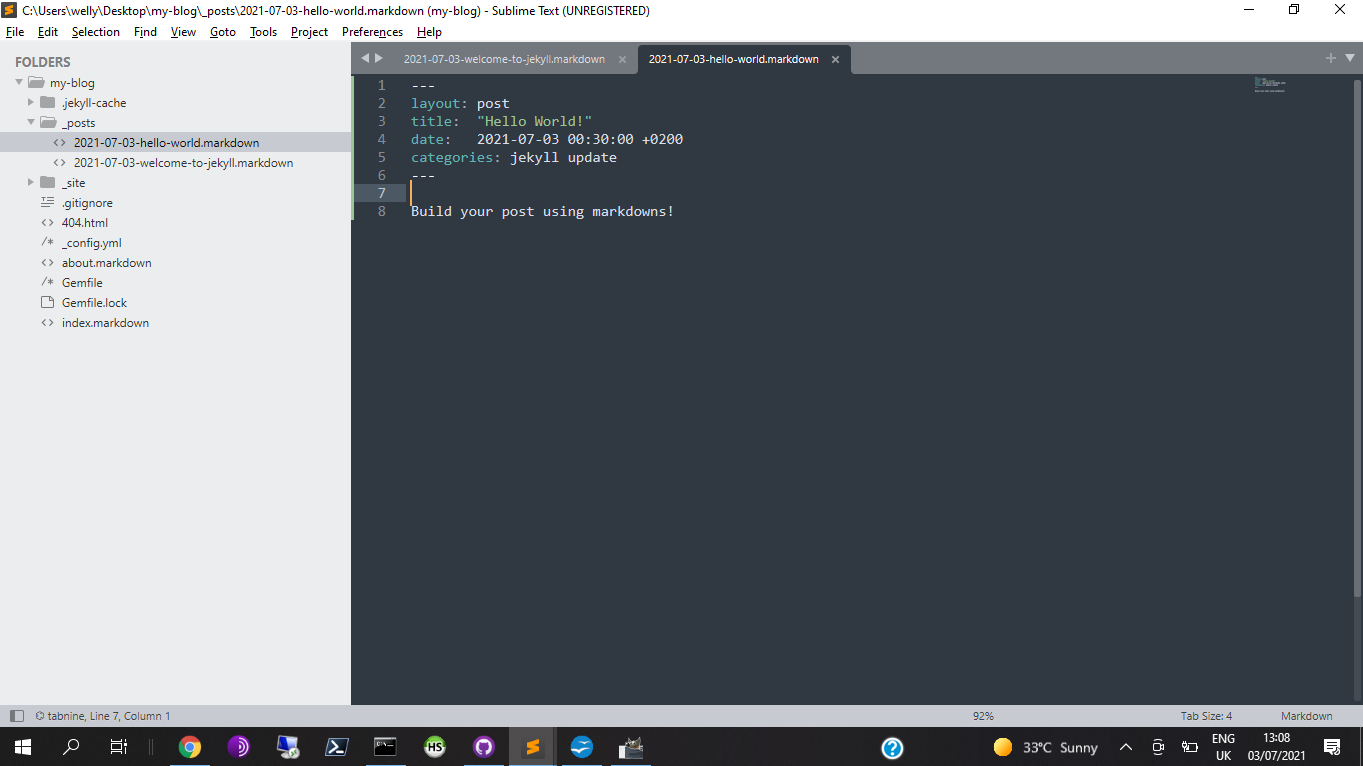 C:\Users\welly\Desktop\my-blog\_posts\2021-07-03-hello-world.markdown (my-blog) - Sublime Text (UNREGISTERED)
File Edit Selection Find View Goto Tools Project Preferences Help
FOLDERS
my-blog
.jekyll-cache
_posts
2021-07-03-hello-world.markdown
2021-07-03-welcome-to-jekyll.markdown
_site
.gitignore
404.html
_config.yml
about.markdown
Gemfile
Gemfile.lock
index.markdown
2021-07-03-welcome-to-jekyll.markdown 2021-07-03-hello-world.markdown
1 ---
2 layout: post
3 title:  "Hello World!"
4 date:   2021-07-03 00:30:00 +0200
5 categories: jekyll update
6 ---
7
8 Build your post using markdowns!
tabnine, Line 7, Column 1 92% Tab Size: 4 Markdown
HS
33°C Sunny
ENG
UK
13:08
03/07/2021